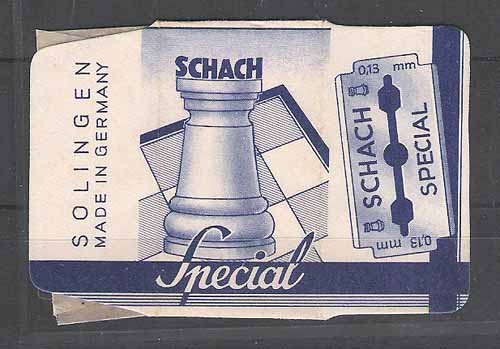 SOLINGEN
MADE IN GERMANY
SCHACH
Special
0,13 mm
SCHACH
SPECIAL
0,13 mm